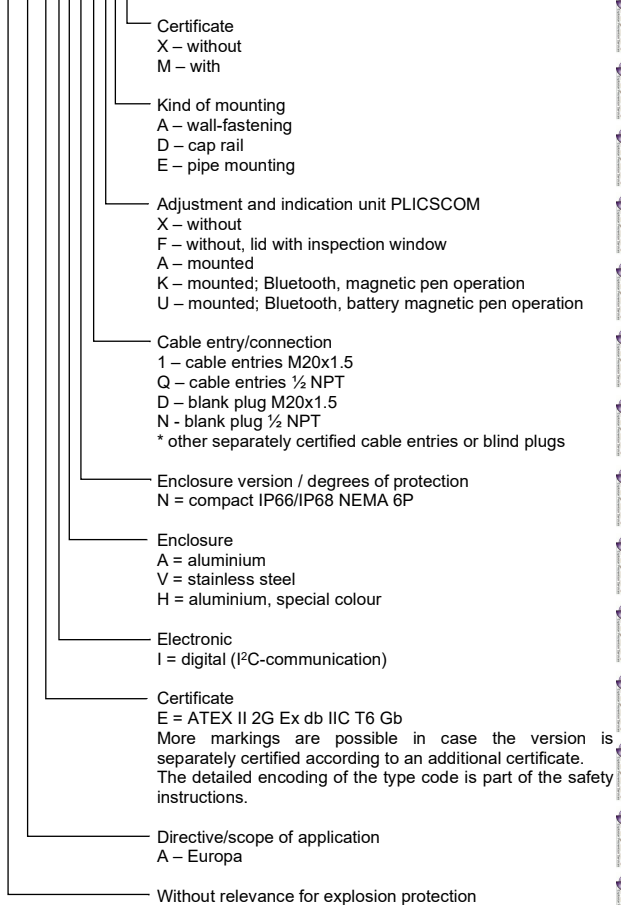 Certificate
X – without
M – with
Kind of mounting
A – wall-fastening
D – cap rail
E – pipe mounting
Adjustment and indication unit PLICSCOM
X – without
F – without, lid with inspection window
A – mounted
K – mounted; Bluetooth, magnetic pen operation
U – mounted; Bluetooth, battery magnetic pen operation
Cable entry/connection
1 – cable entries M20x1.5
Q – cable entries ½ NPT
D – blank plug M20x1.5
N - blank plug ½ NPT
* other separately certified cable entries or blind plugs
Enclosure version / degrees of protection
N = compact IP66/IP68 NEMA 6P
Enclosure
A = aluminium
V = stainless steel
H = aluminium, special colour
Electronic
I = digital (I²C-communication)
Certificate
E = ATEX II 2G Ex db IIC T6 Gb
More markings are possible in case the version is
separately certified according to an additional certificate.
The detailed encoding of the type code is part of the safety
instructions.
Directive/scope of application
A – Europa
Without relevance for explosion protection